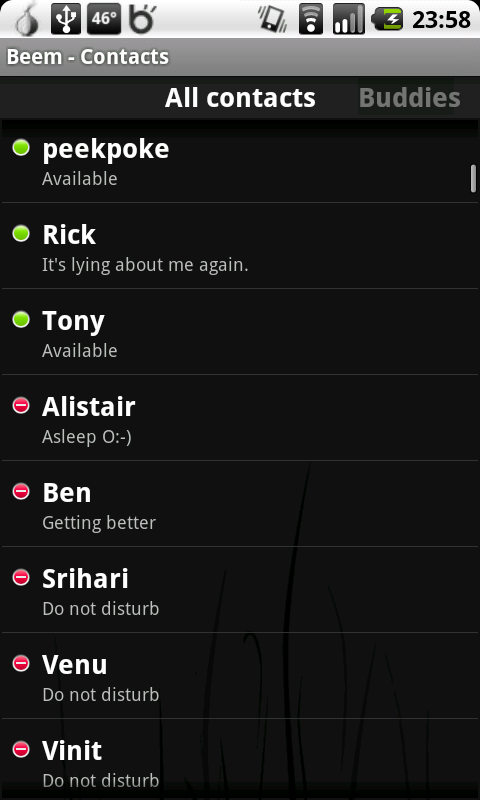 46°
23:58
Beem - Contacts
All contacts
Buddies
peekpoke
Available
Rick
It's lying about me again.
Tony
Available
Alistair
Asleep O:-)
Ben
Getting better
Srihari
Do not disturb
Venu
Do not disturb
Vinit
Do not disturb